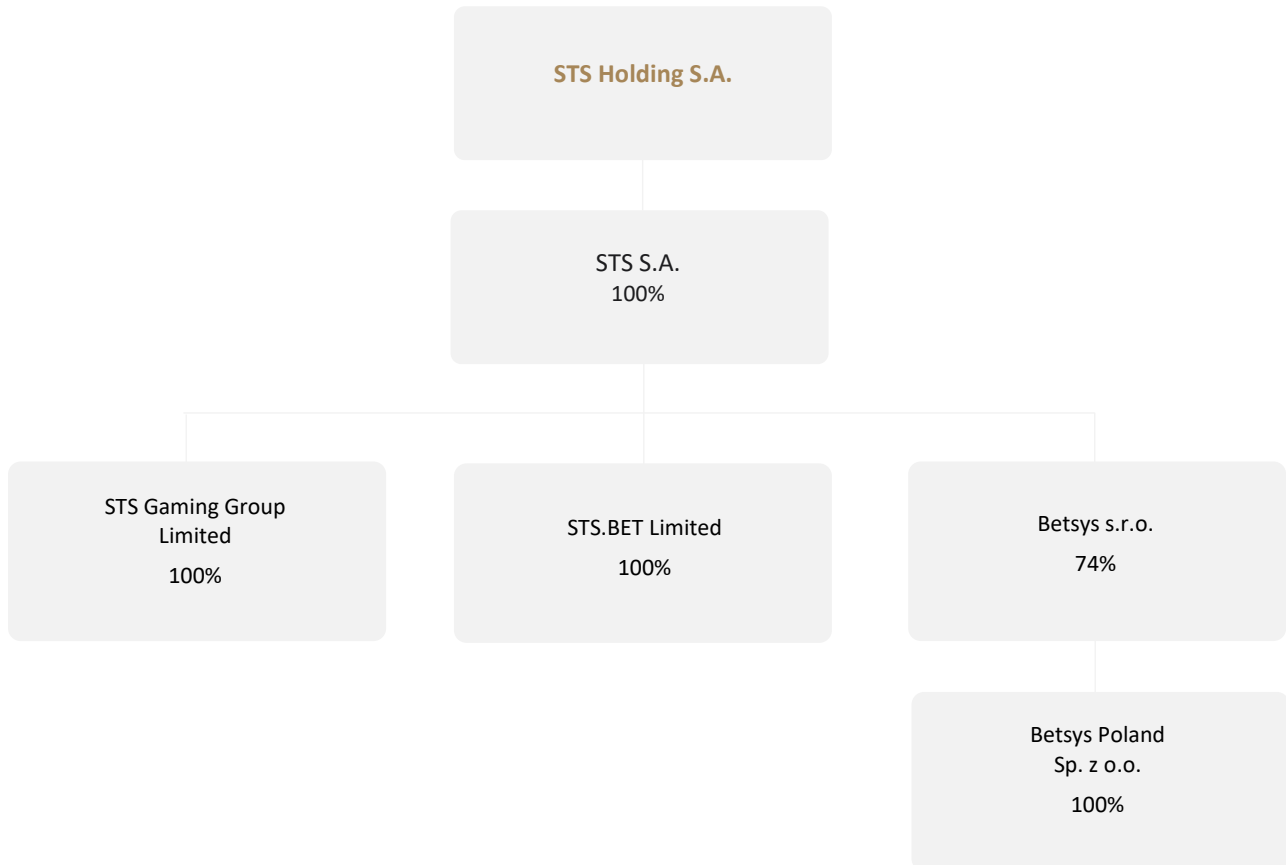 STS Holding S.A.
STS S.A.
100%
STS Gaming Group
Limited
100%
STS.BET Limited
100%
Betsys s.r.o.
74%
Betsys Poland
Sp. z o.o.
100%